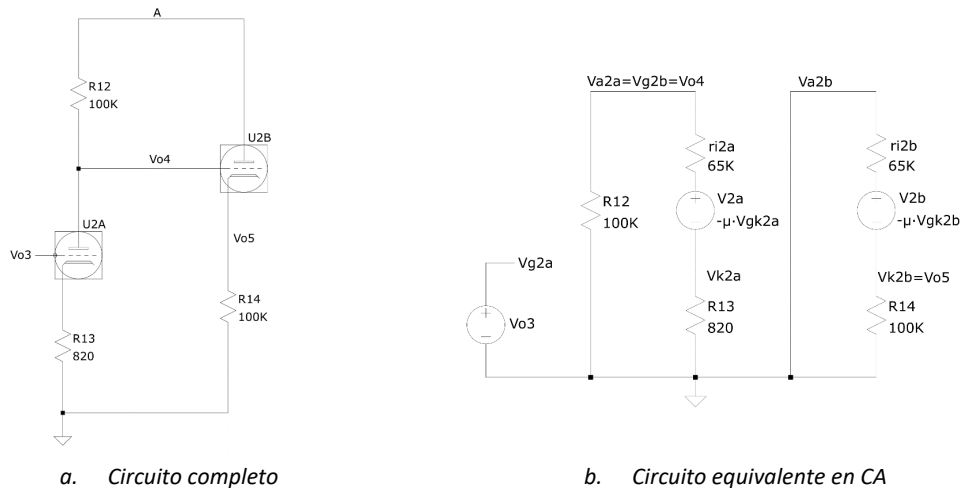 A
R12
100K
U2B
Vo4
U2A
Vo3
Vo5
R14
100K
R13
820
Va2a=Vg2b=Vo4
Va2b
ri2a
65K
ri2b
65K
R12
100K
V2a
-µ·Vgk2a
V2b
-µ·Vgk2b
Vg2a
Vk2a
Vk2b=Vo5
Vo3
R13
820
R14
100K
a. Circuito completo
b. Circuito equivalente en CA